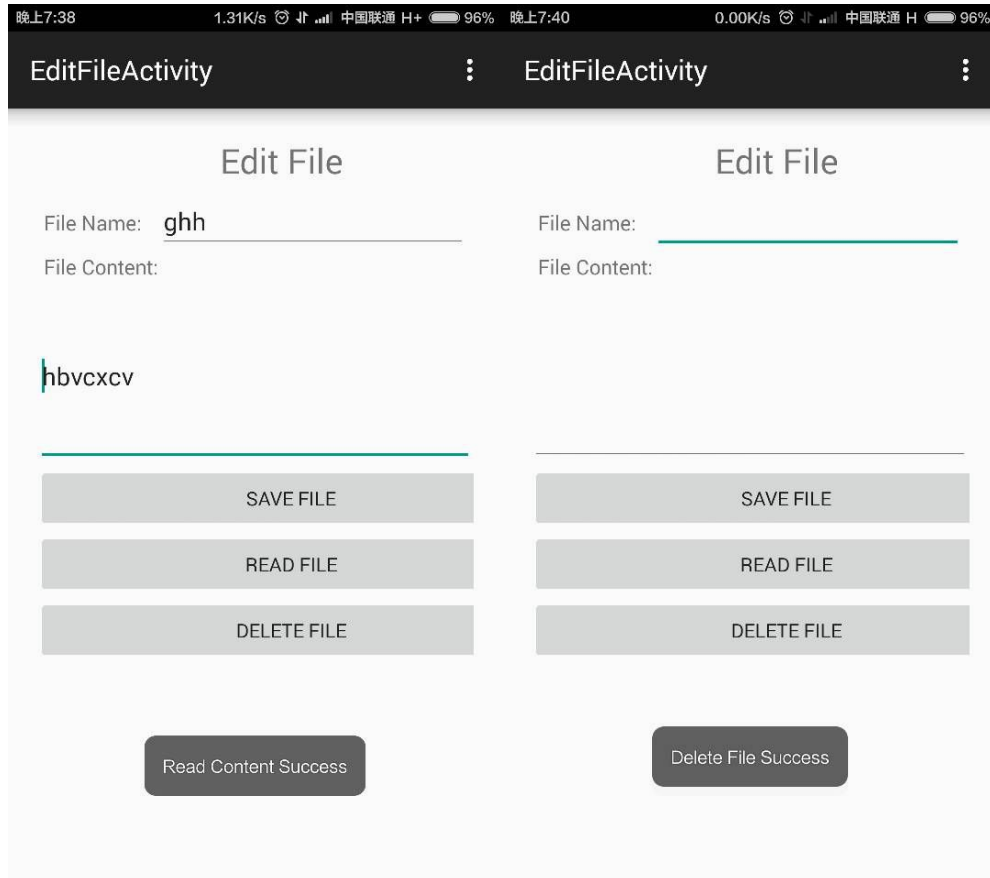 晚上7:38 1.31K/s 中国联通 H+ 96%
EditFileActivity
Edit File
File Name: ghh
File Content:
hbvcxcv
SAVE FILE
READ FILE
DELETE FILE
Read Content Success
晚上7:40 0.00K/s 中国联通 H 96%
EditFileActivity
Edit File
File Name:
File Content:
SAVE FILE
READ FILE
DELETE FILE
Delete File Success